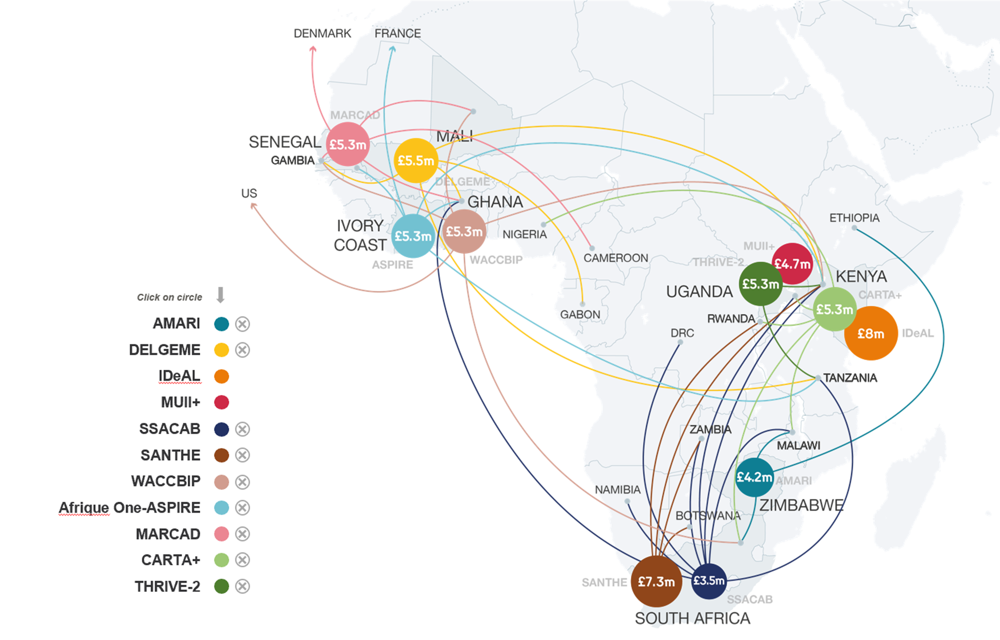 DENMARK
FRANCE
MARCAD
SENEGAL
£5.3m
MALI
GAMBIA
£5.5m
DELGEME
US
GHANA
IVORY
COAST
£5.3m
£5.3m
ASPIRE
WACCBIP
NIGERIA
CAMEROON
GABON
ETHIOPIA
MUII+
£4.7m
THRIVE-2
£5.3m
UGANDA
KENYA
CARTA+
£5.3m
RWANDA
£8m
IDeAL
DRC
TANZANIA
ZAMBIA
MALAWI
£4.2m
AMARI
ZIMBABWE
NAMIBIA
BOTSWANA
SANTHE
£7.3m
£3.5m
SSACAB
SOUTH AFRICA
Click on circle
AMARI
DELGEME
IDeAL
MUII+
SSACAB
SANTHE
WACCBIP
Afrique One-ASPIRE
MARCAD
CARTA+
THRIVE-2